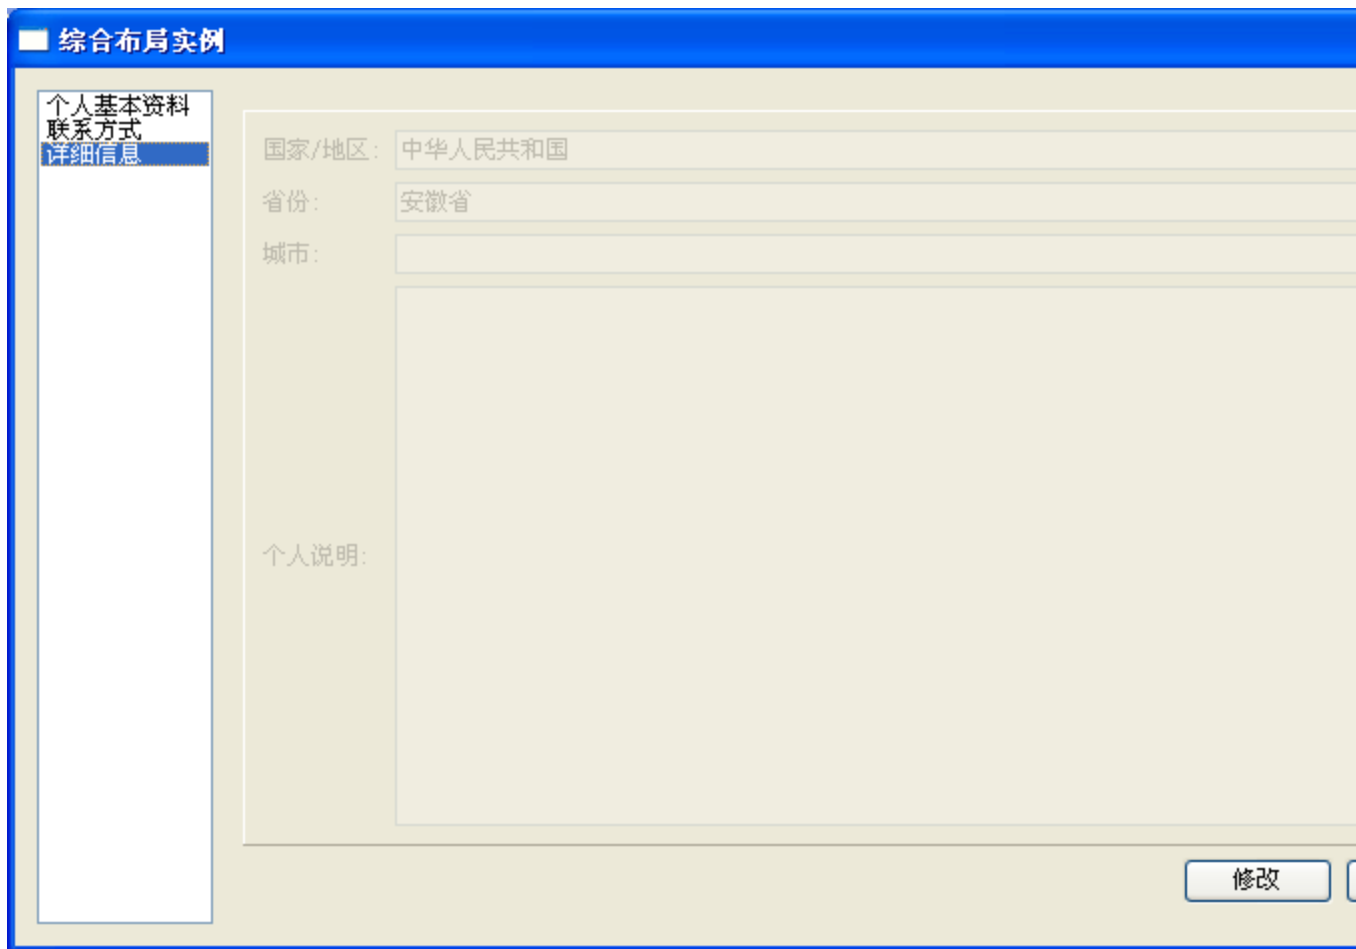 综合布局实例
个人基本资料
联系方式
详细信息
国家/地区: 中华人民共和国
省份: 安徽省
城市:
个人说明:
修改